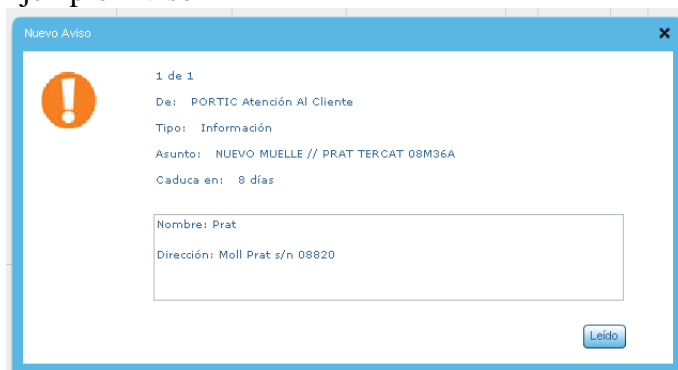 Nuevo Aviso
1 de 1
De: PORTIC Atención Al Cliente
Tipo: Información
Asunto: NUEVO MUELLE // PRAT TERCAT 08M36A
Caduca en: 8 días
Nombre: Prat
Dirección: Moll Prat s/n 08820
Leído